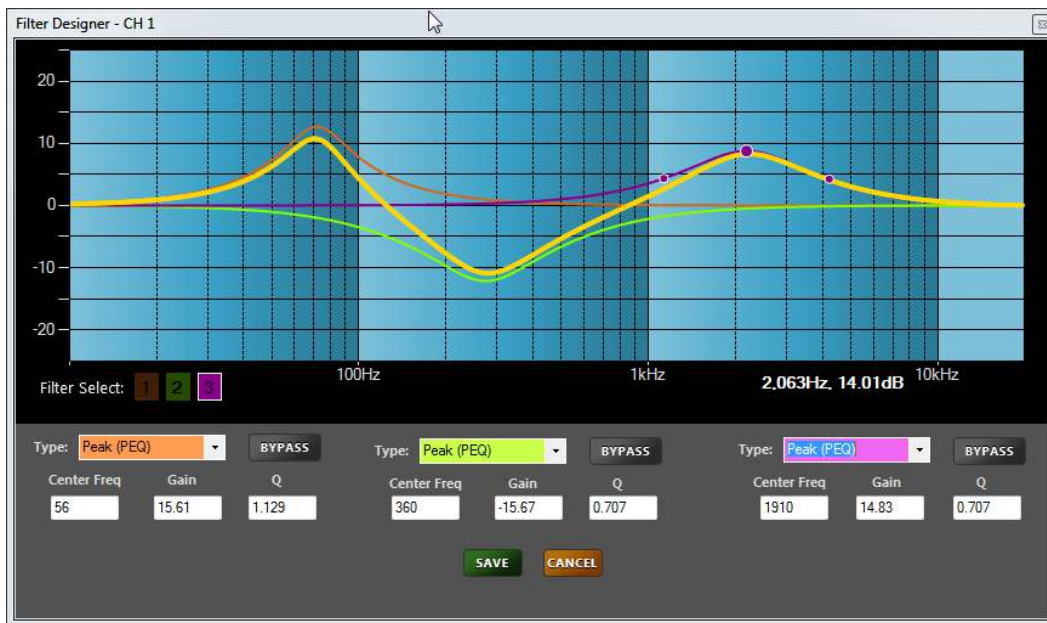 Filter Designer - CH 1
20
10
0
-10
-20
100Hz 1kHz 10kHz
2,063Hz, 14.01dB
Filter Select: 1 2 3
Type: Peak (PEQ) BYPASS
Center Freq Gain Q
56 15.61 1.129
Type: Peak (PEQ) BYPASS
Center Freq Gain Q
360 -15.67 0.707
Type: Peak (PEQ) BYPASS
Center Freq Gain Q
1910 14.83 0.707
SAVE CANCEL